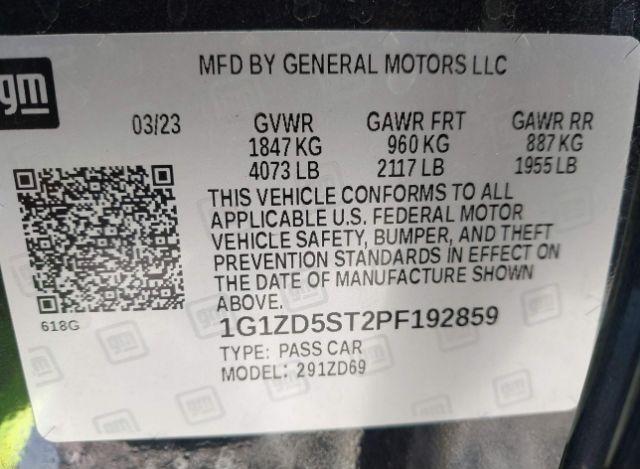 gm
MFD BY GENERAL MOTORS LLC
03/23 GVWR GAWR FRT GAWR RR
1847 KG 960 KG 887 KG
4073 LB 2117 LB 1955 LB
THIS VEHICLE CONFORMS TO ALL
APPLICABLE U.S. FEDERAL MOTOR
VEHICLE SAFETY, BUMPER, AND THEFT
PREVENTION STANDARDS IN EFFECT ON
THE DATE OF MANUFACTURE SHOWN
ABOVE.
618G
1G1ZD5ST2PF192859
TYPE: PASS CAR
MODEL: 291ZD69